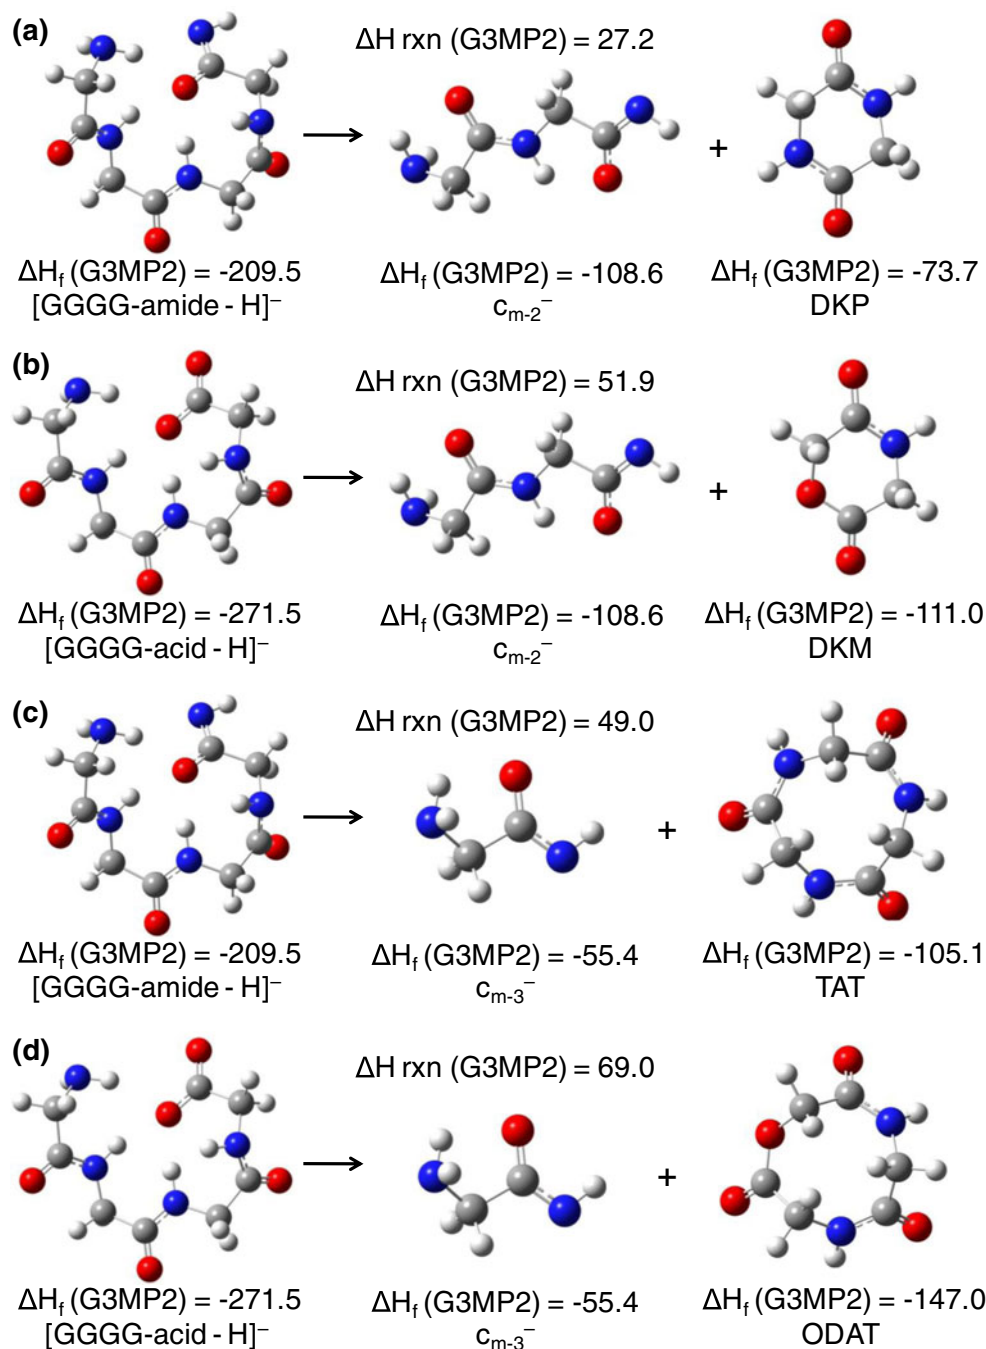 (a)
ΔH rxn (G3MP2) = 27.2
+
ΔHf (G3MP2) = -209.5
[GGGG-amide - H]⁻
ΔHf (G3MP2) = -108.6
cm-2⁻
ΔHf (G3MP2) = -73.7
DKP
(b)
ΔH rxn (G3MP2) = 51.9
+
ΔHf (G3MP2) = -271.5
[GGGG-acid - H]⁻
ΔHf (G3MP2) = -108.6
cm-2⁻
ΔHf (G3MP2) = -111.0
DKM
(c)
ΔH rxn (G3MP2) = 49.0
+
ΔHf (G3MP2) = -209.5
[GGGG-amide - H]⁻
ΔHf (G3MP2) = -55.4
cm-3⁻
ΔHf (G3MP2) = -105.1
TAT
(d)
ΔH rxn (G3MP2) = 69.0
+
ΔHf (G3MP2) = -271.5
[GGGG-acid - H]⁻
ΔHf (G3MP2) = -55.4
cm-3⁻
ΔHf (G3MP2) = -147.0
ODAT